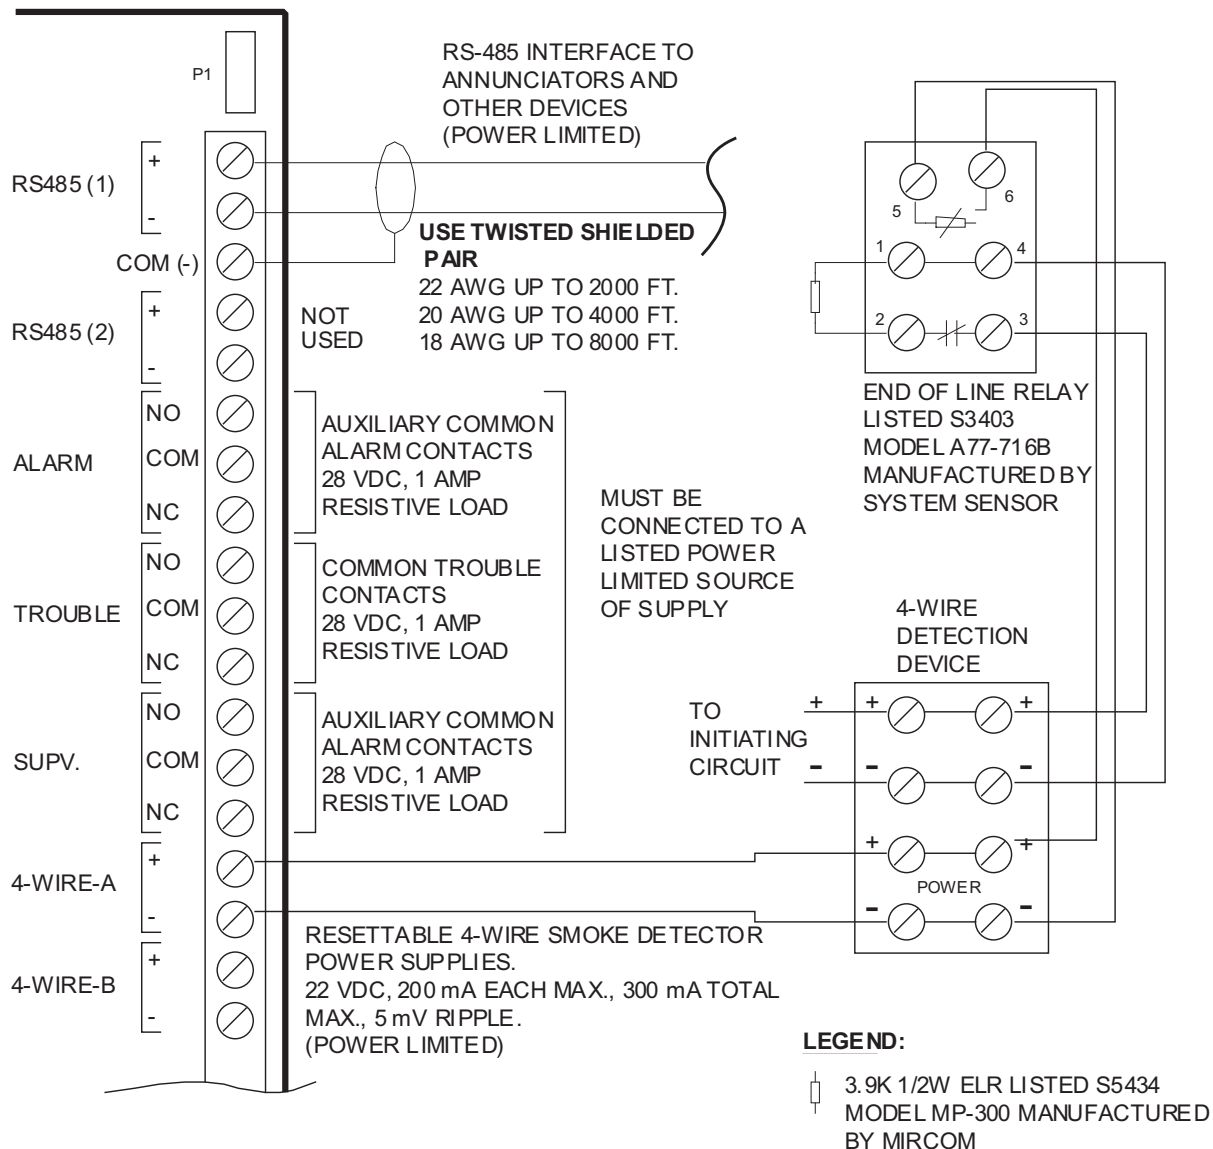 P1
RS-485 INTERFACE TO
ANNUNCIATORS AND
OTHER DEVICES
(POWER LIMITED)
RS485 (1)
+
-
COM (-)
USE TWISTED SHIELDED
PAIR
22 AWG UP TO 2000 FT.
20 AWG UP TO 4000 FT.
18 AWG UP TO 8000 FT.
RS485 (2)
+
-
NOT
USED
5
6
1
4
2
3
END OF LINE RELAY
LISTED S3403
MODEL A77-716B
MANUFACTURED BY
SYSTEM SENSOR
ALARM
NO
COM
NC
AUXILIARY COMMON
ALARM CONTACTS
28 VDC, 1 AMP
RESISTIVE LOAD
TROUBLE
NO
COM
NC
COMMON TROUBLE
CONTACTS
28 VDC, 1 AMP
RESISTIVE LOAD
SUPV.
NO
COM
NC
AUXILIARY COMMON
ALARM CONTACTS
28 VDC, 1 AMP
RESISTIVE LOAD
MUST BE
CONNECTED TO A
LISTED POWER
LIMITED SOURCE
OF SUPPLY
4-WIRE
DETECTION
DEVICE
TO
INITIATING
CIRCUIT
+ + +
- - -
+ +
POWER
- -
4-WIRE-A
+
-
4-WIRE-B
+
-
RESETTABLE 4-WIRE SMOKE DETECTOR
POWER SUPPLIES.
22 VDC, 200 mA EACH MAX., 300 mA TOTAL
MAX., 5 mV RIPPLE.
(POWER LIMITED)
LEGEND:
3.9K 1/2W ELR LISTED S5434
MODEL MP-300 MANUFACTURED
BY MIRCOM